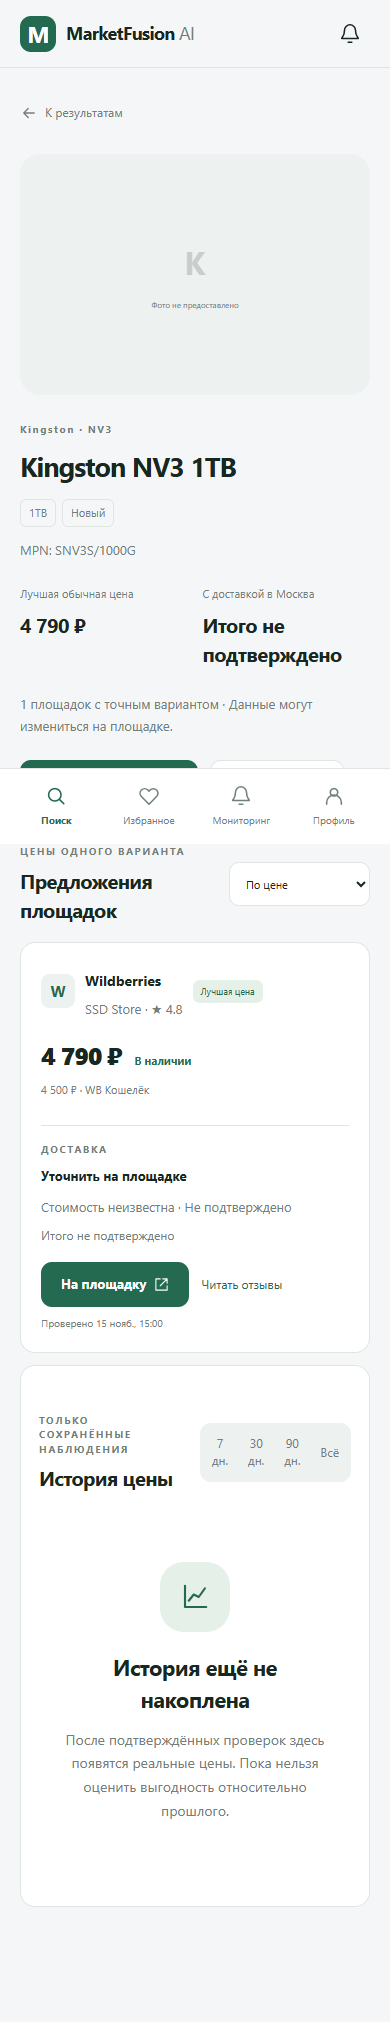 M MarketFusion AI
← К результатам
K
Фото не предоставлено
Kingston · NV3
Kingston NV3 1TB
1TB Новый
MPN: SNV3S/1000G
Лучшая обычная цена
4 790 ₽
С доставкой в Москва
Итого не
подтверждено
1 площадок с точным вариантом · Данные могут
измениться на площадке.
Поиск Избранное Мониторинг Профиль
ЦЕНЫ ОДНОГО ВАРИАНТА
Предложения
площадок
По цене
W
Wildberries
SSD Store · ★ 4.8
Лучшая цена
4 790 ₽ В наличии
4 500 ₽ · WB Кошелёк
ДОСТАВКА
Уточнить на площадке
Стоимость неизвестна · Не подтверждено
Итого не подтверждено
На площадку Читать отзывы
Проверено 15 нояб., 15:00
ТОЛЬКО
СОХРАНЁННЫЕ
НАБЛЮДЕНИЯ
История цены
7 дн.
30 дн.
90 дн.
Всё
История ещё не
накоплена
После подтверждённых проверок здесь
появятся реальные цены. Пока нельзя
оценить выгодность относительно
прошлого.